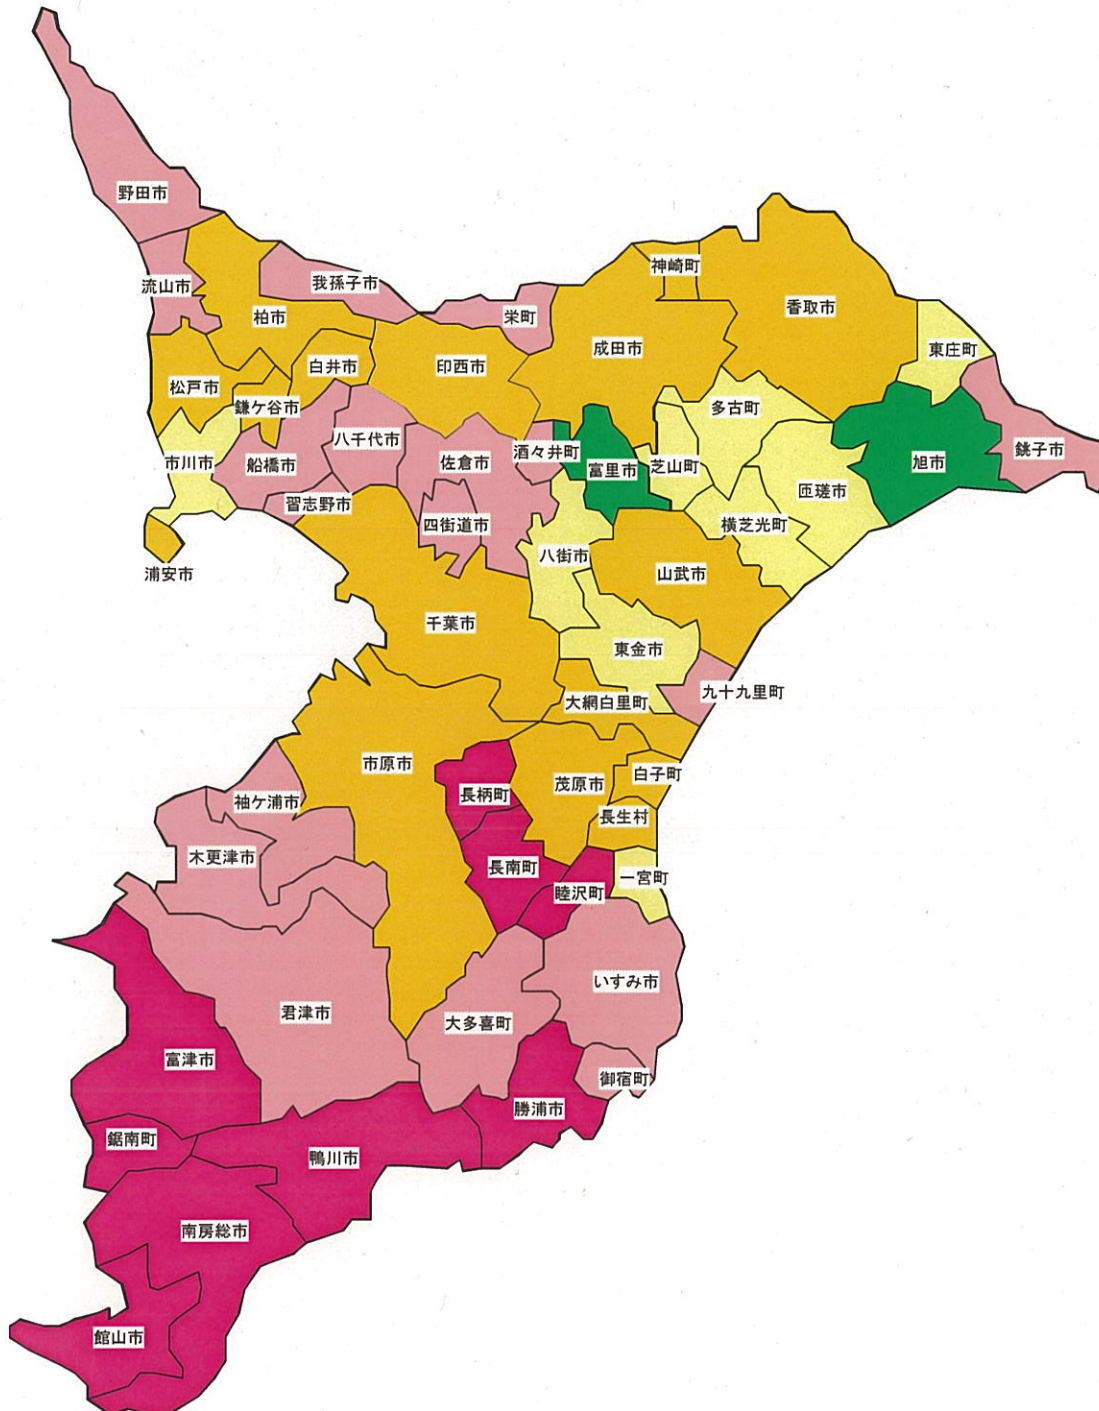 野田市
神崎町
流山市
我孫子市
香取市
栄町
柏市
成田市
東庄町
白井市
印西市
松戸市
鎌ケ谷市
多古町
八千代市
酒々井町
銚子市
市川市
船橋市
佐倉市
富里市
芝山町
旭市
匝瑳市
習志野市
四街道市
横芝光町
八街市
浦安市
山武市
千葉市
東金市
九十九里町
大網白里町
市原市
白子町
茂原市
長柄町
袖ケ浦市
長生村
木更津市
長南町
一宮町
睦沢町
いすみ市
君津市
大多喜町
富津市
御宿町
勝浦市
鋸南町
鴨川市
南房総市
館山市